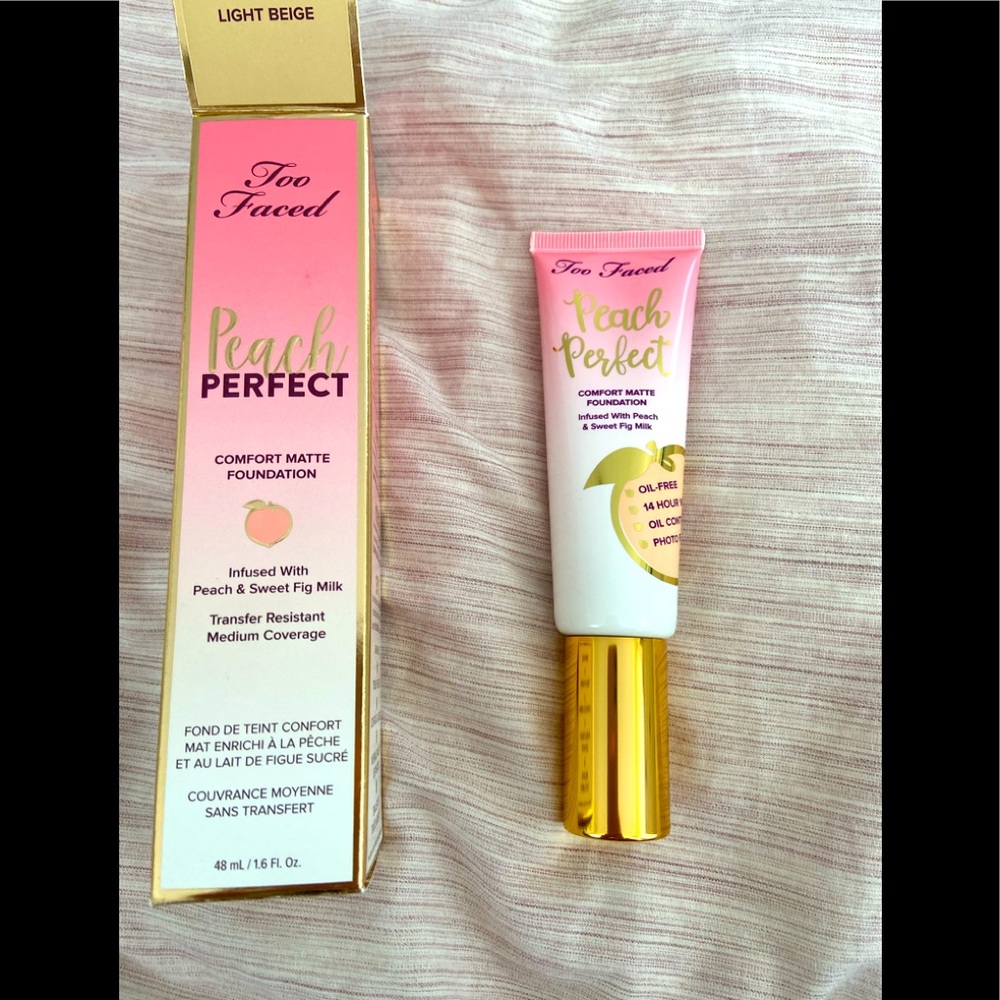 LIGHT BEIGE
Too
Faced
Peach
PERFECT
COMFORT MATTE
FOUNDATION
Infused With
Peach & Sweet Fig Milk
Transfer Resistant
Medium Coverage
FOND DE TEINT CONFORT
MAT ENRICHI À LA PÊCHE
ET AU LAIT DE FIGUE SUCRÉ
COUVRANCE MOYENNE
SANS TRANSFERT
48 mL / 1.6 Fl. Oz.
Too Faced
Peach
Perfect
COMFORT MATTE
FOUNDATION
Infused With Peach
& Sweet Fig Milk
OIL-FREE
14 HOUR
OIL
PHOTO